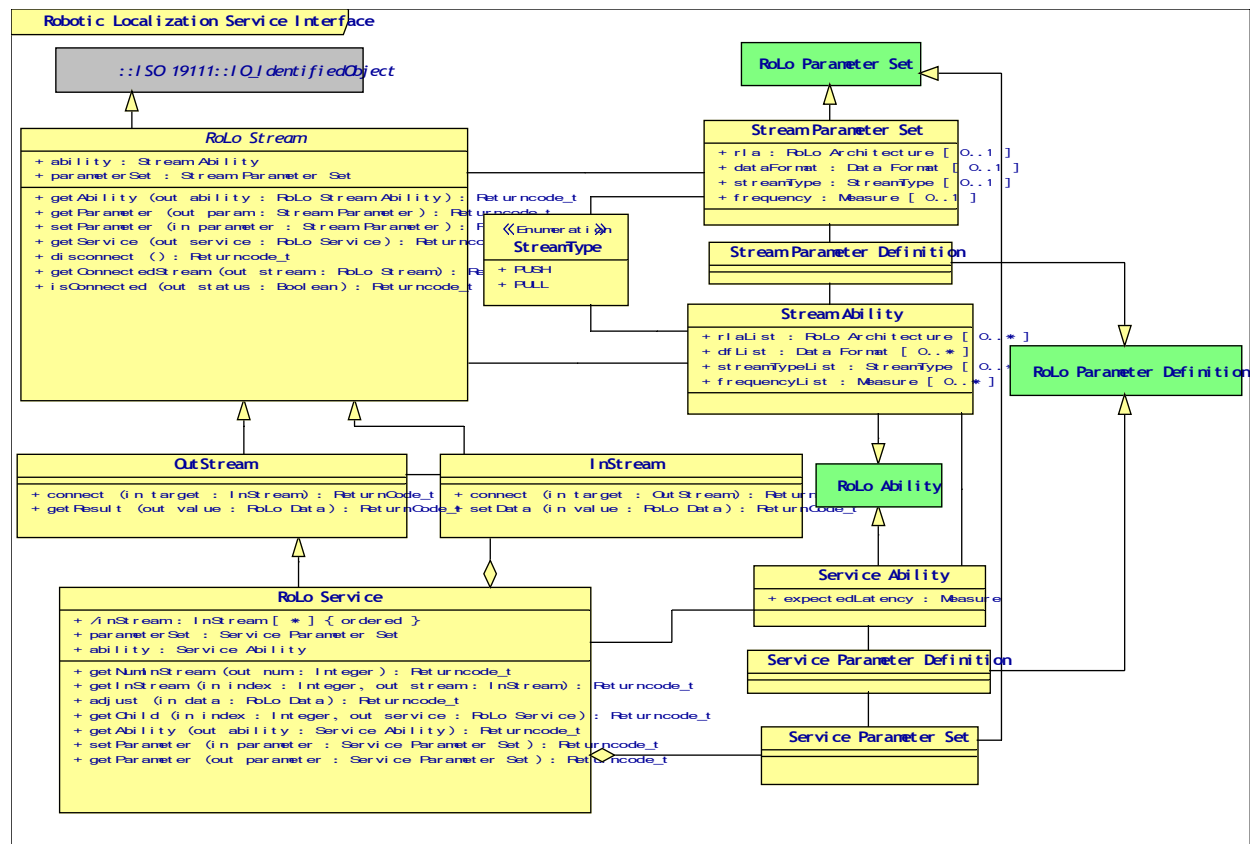 Robotic Localization Service Interface
::ISO 19111::IO_IdentifiedObject
RoLo Parameter Set
RoLo Stream
+ ability : Stream Ability
+ parameterSet : Stream Parameter Set
+ getAbility (out ability : RoLo Stream Ability) : Returncode_t
+ getParameter (out param : Stream Parameter) : Returncode_t
+ setParameter (in parameter : Stream Parameter) :
+ getService (out service : RoLo Service) :
+ disconnect () : Returncode_t
+ getConnectedStream (out stream : RoLo Stream) :
+ isConnected (out status : Boolean) : Returncode_t
Stream Parameter Set
+ rla : RoLo Architecture [ 0..1 ]
+ dataFormat : Data Format [ 0..1 ]
+ streamType : StreamType [ 0..1 ]
+ frequency : Measure [ 0..1 ]
«Enumeration»
StreamType
+ PUSH
+ PULL
Stream Parameter Definition
Stream Ability
+ rlaList : RoLo Architecture [ 0..* ]
+ dfList : Data Format [ 0..* ]
+ streamTypeList : StreamType [ 0..*
+ frequencyList : Measure [ 0..* ]
RoLo Parameter Definition
OutStream
+ connect (in target : InStream) : ReturnCode_t
+ getResult (out value : RoLo Data) : ReturnCode_t
InStream
+ connect (in target : OutStream) :
+ setData (in value : RoLo Data) : ReturnCode_t
RoLo Ability
RoLo Service
+ /inStream : InStream [ * ] { ordered }
+ parameterSet : Service Parameter Set
+ ability : Service Ability
+ getNumInStream (out num : Integer) : Returncode_t
+ getInStream (in index : Integer, out stream : InStream) : Returncode_t
+ adjust (in data : RoLo Data) : Returncode_t
+ getChild (in index : Integer, out service : RoLo Service) : Returncode_t
+ getAbility (out ability : Service Ability) : Returncode_t
+ setParameter (in parameter : Service Parameter Set ) : Returncode_t
+ getParameter (out parameter : Service Parameter Set ) : Returncode_t
Service Ability
+ expectedLatency : Measure
Service Parameter Definition
Service Parameter Set